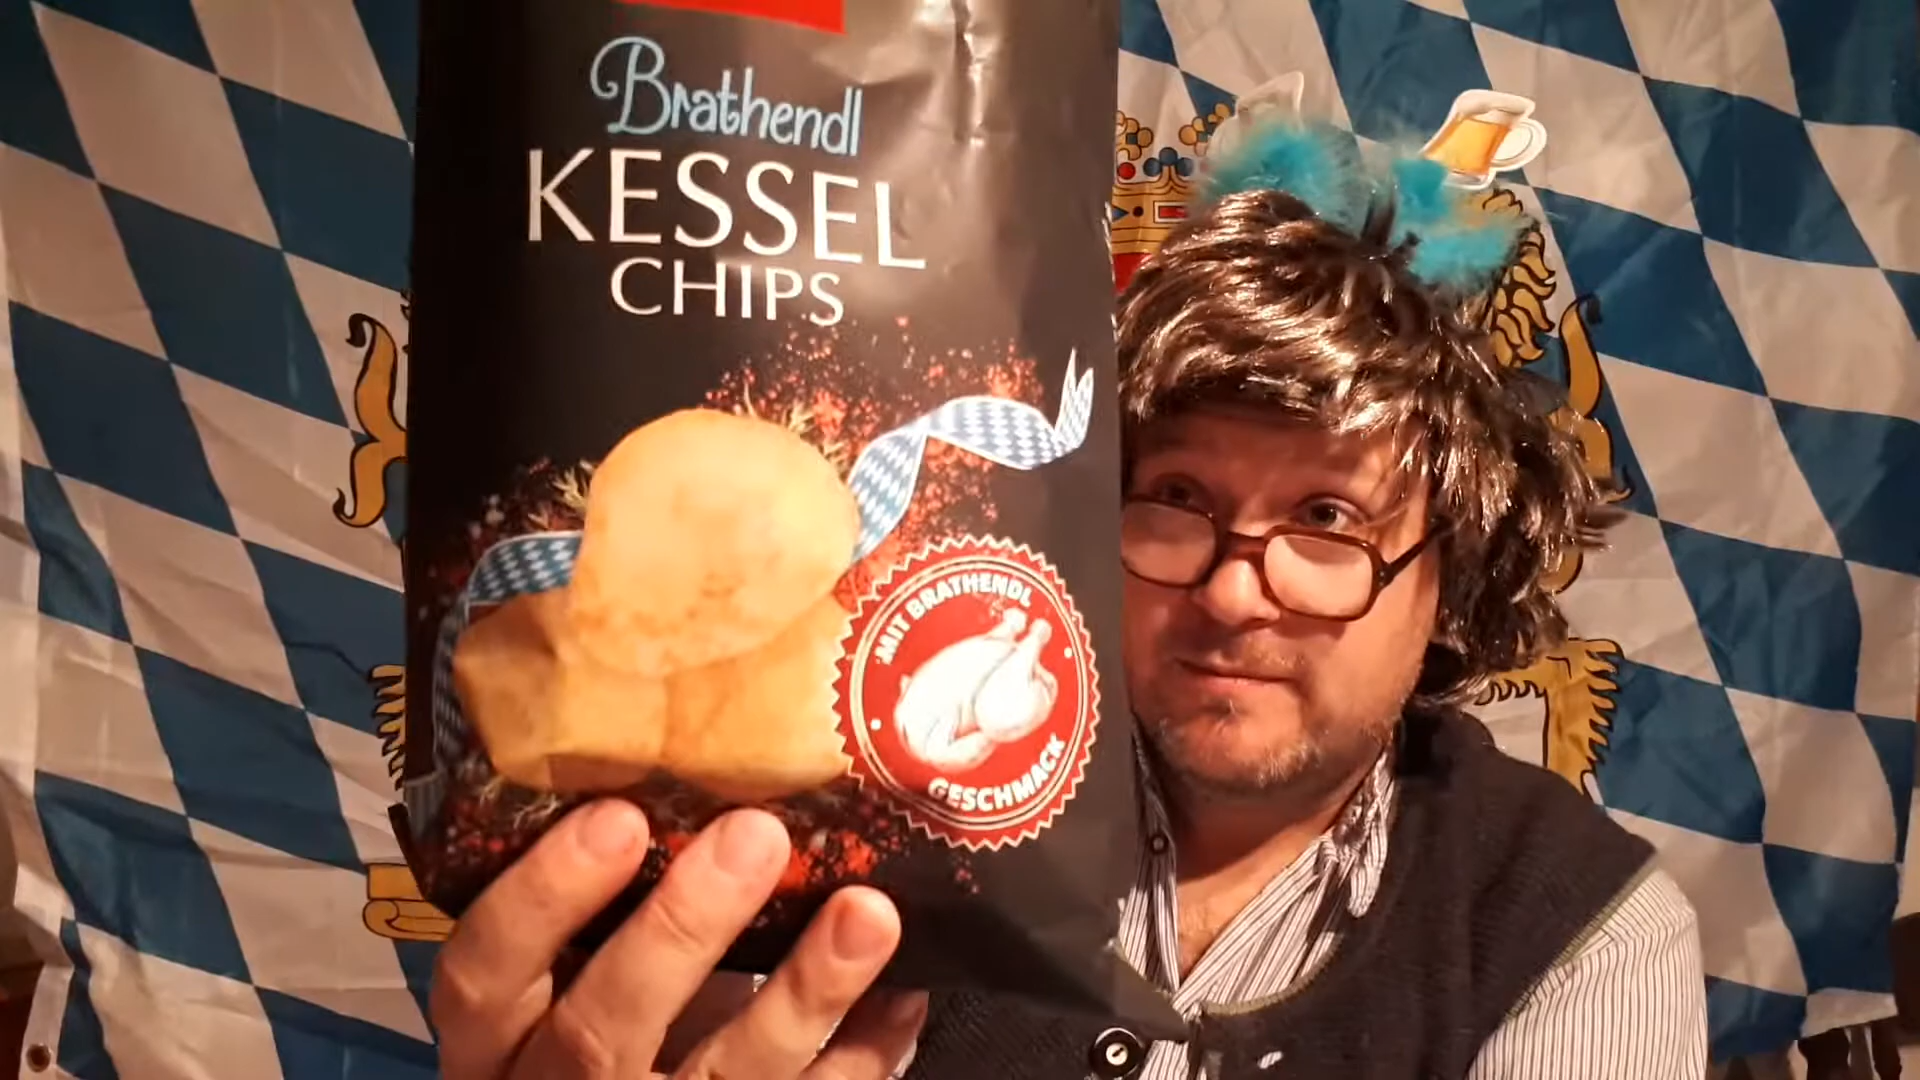 Brathendl
KESSEL
CHIPS
MIT BRATHENDL
GESCHMACK